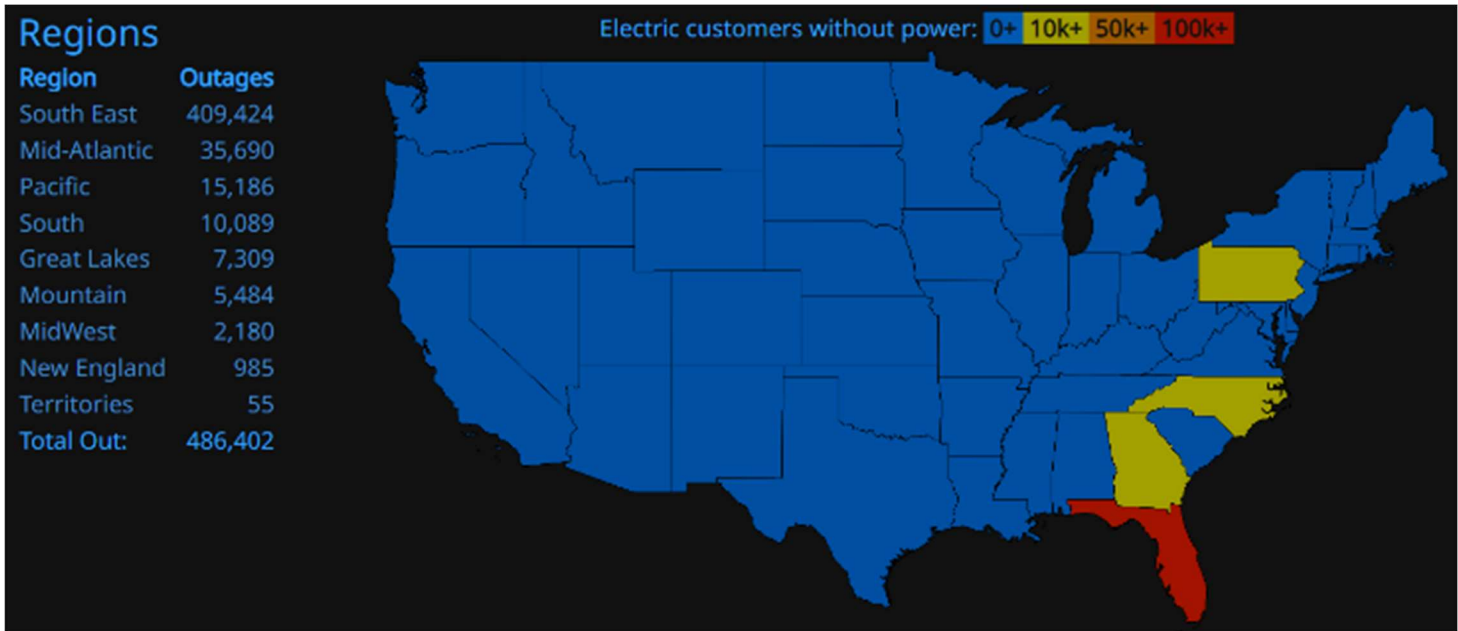 Regions
Electric customers without power: 0+ 10k+ 50k+ 100k+
Region Outages
South East 409,424
Mid-Atlantic 35,690
Pacific 15,186
South 10,089
Great Lakes 7,309
Mountain 5,484
MidWest 2,180
New England 985
Territories 55
Total Out: 486,402